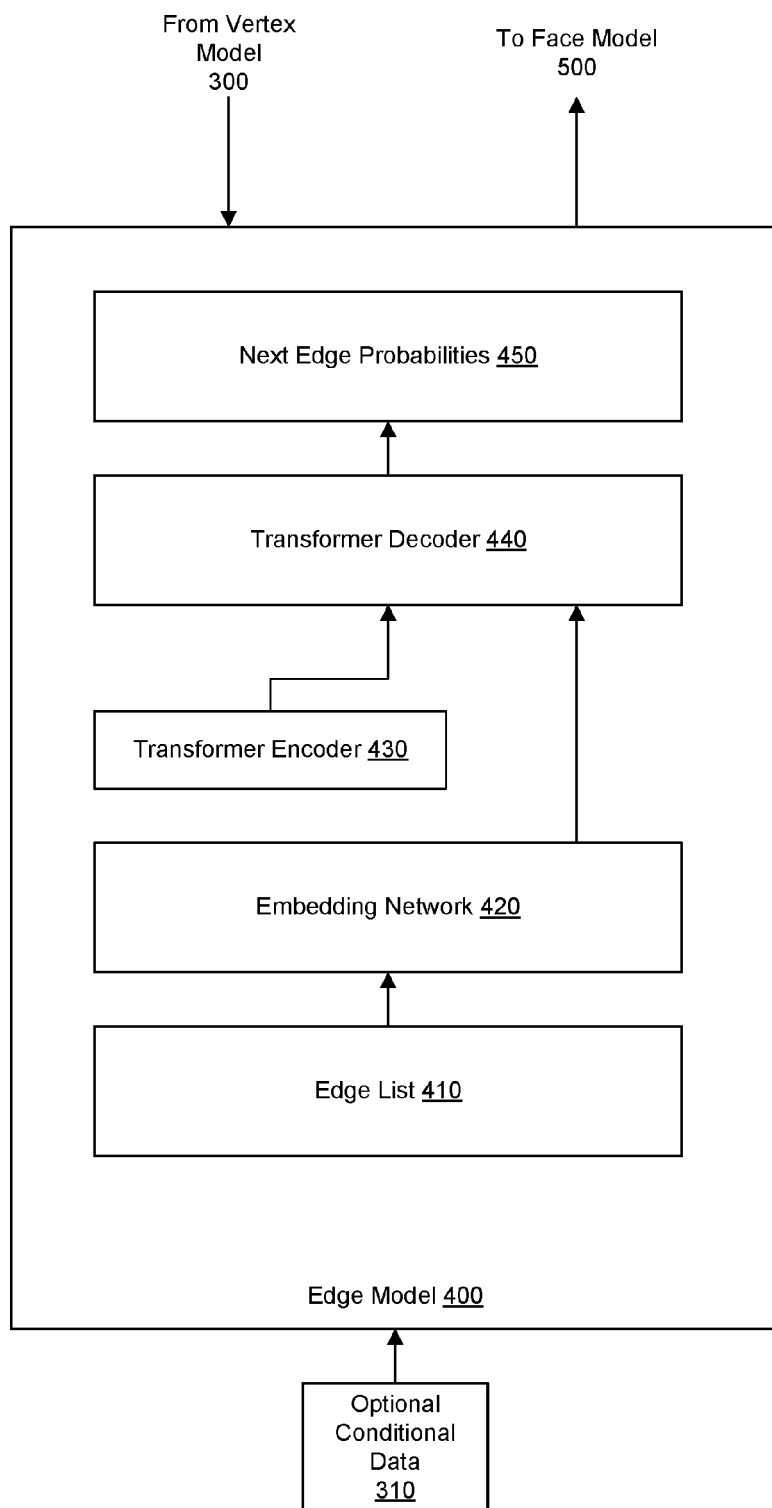 From Vertex
Model
300
To Face Model
500
Next Edge Probabilities 450
Transformer Decoder 440
Transformer Encoder 430
Embedding Network 420
Edge List 410
Edge Model 400
Optional
Conditional
Data
310